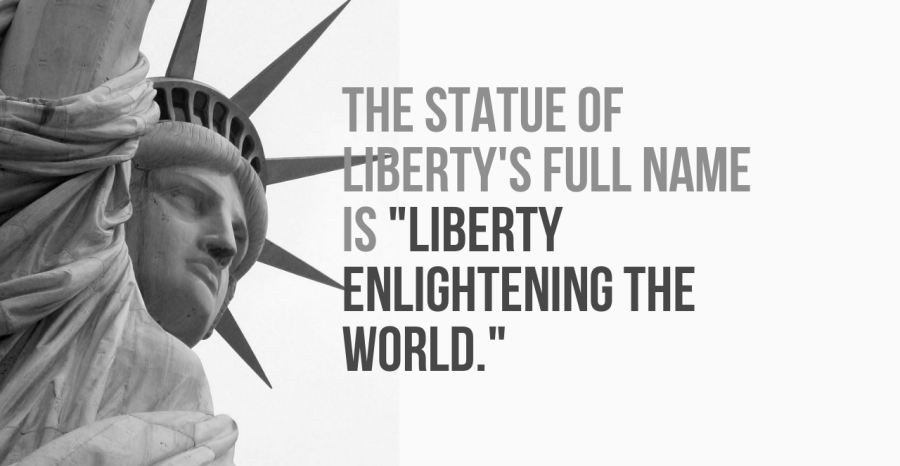 THE STATUE OF
LIBERTY'S FULL NAME
IS "LIBERTY
ENLIGHTENING THE
WORLD."